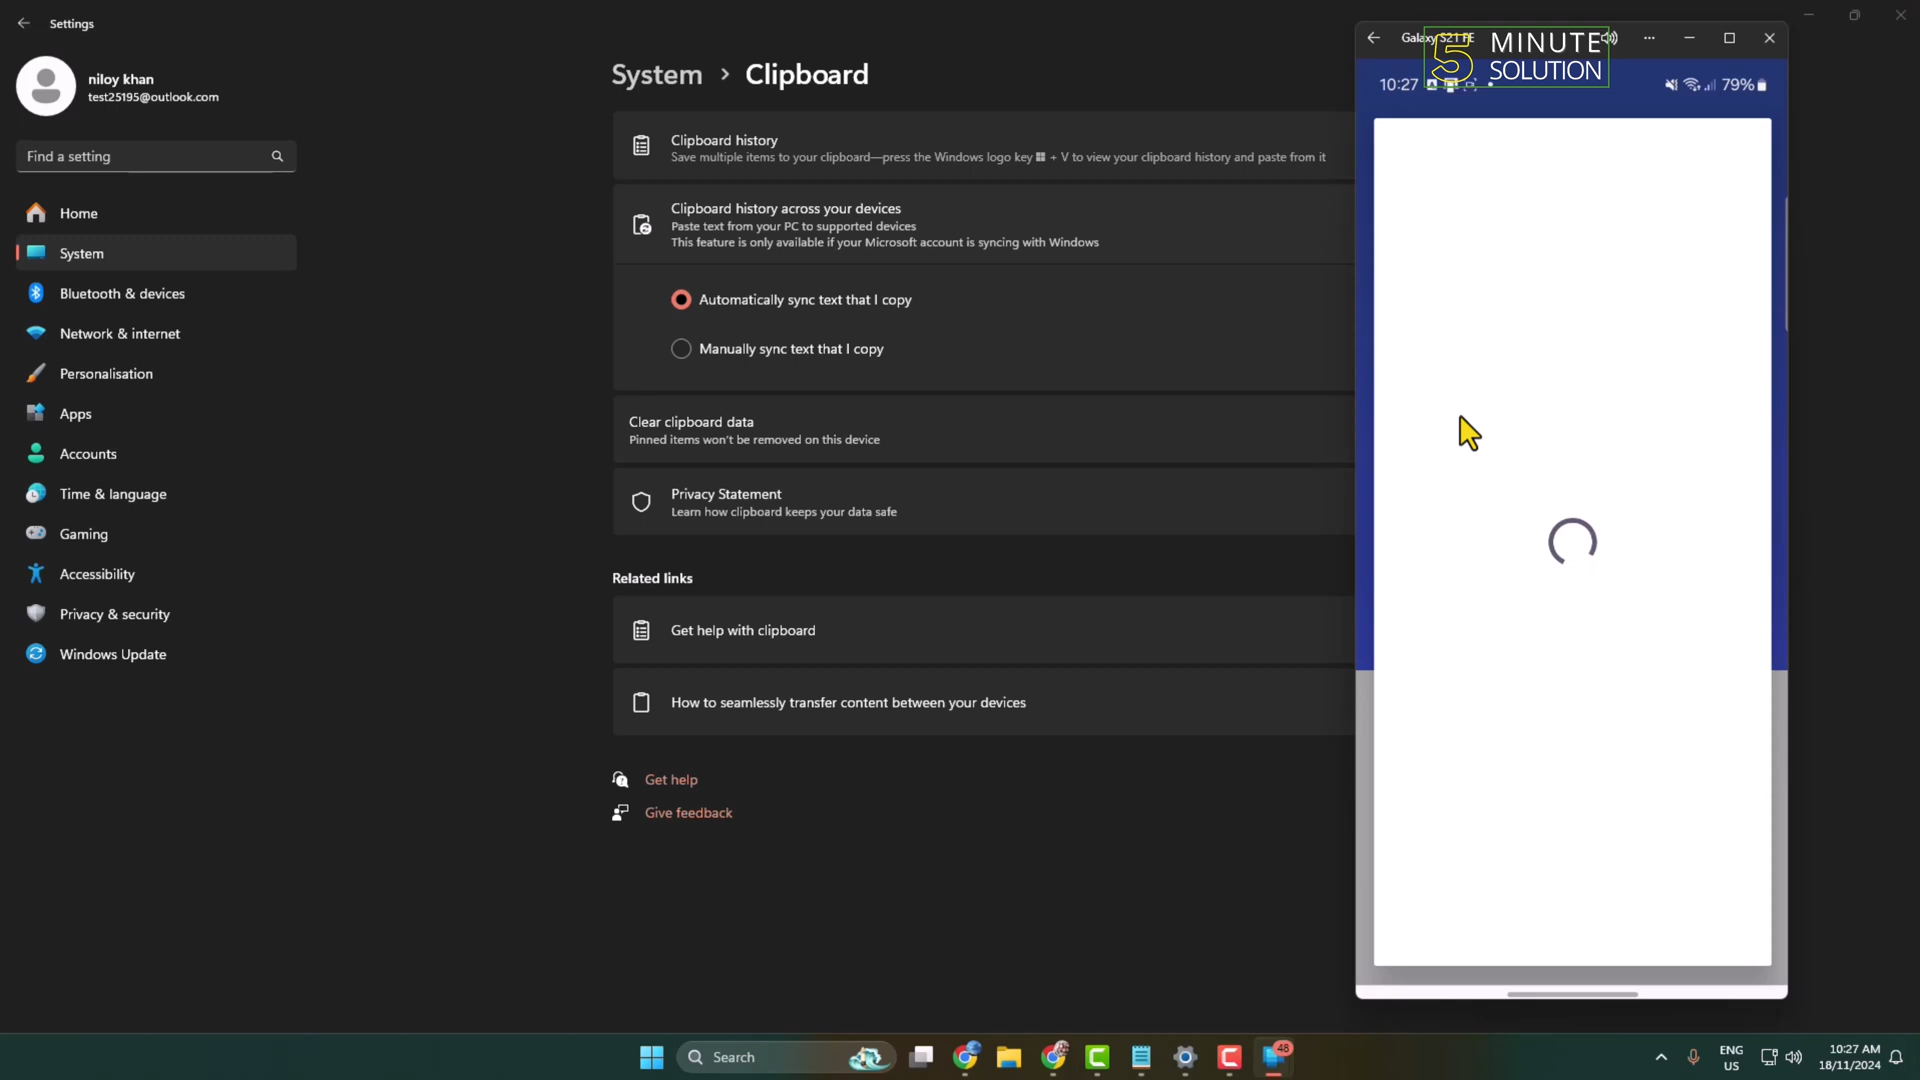 Settings
niloy khan
test25195@outlook.com
Find a setting
Home
System
Bluetooth & devices
Network & internet
Personalisation
Apps
Accounts
Time & language
Gaming
Accessibility
Privacy & security
Windows Update
System > Clipboard
Clipboard history
Save multiple items to your clipboard—press the Windows logo key + V to view your clipboard history and paste from it
Clipboard history across your devices
Paste text from your PC to supported devices
This feature is only available if your Microsoft account is syncing with Windows
Automatically sync text that I copy
Manually sync text that I copy
Clear clipboard data
Pinned items won't be removed on this device
Privacy Statement
Learn how clipboard keeps your data safe
Related links
Get help with clipboard
How to seamlessly transfer content between your devices
Get help
Give feedback
Galaxy S21 FE
5 MINUTE
SOLUTION
10:27
79%
Search
48
ENG
US
10:27 AM
18/11/2024